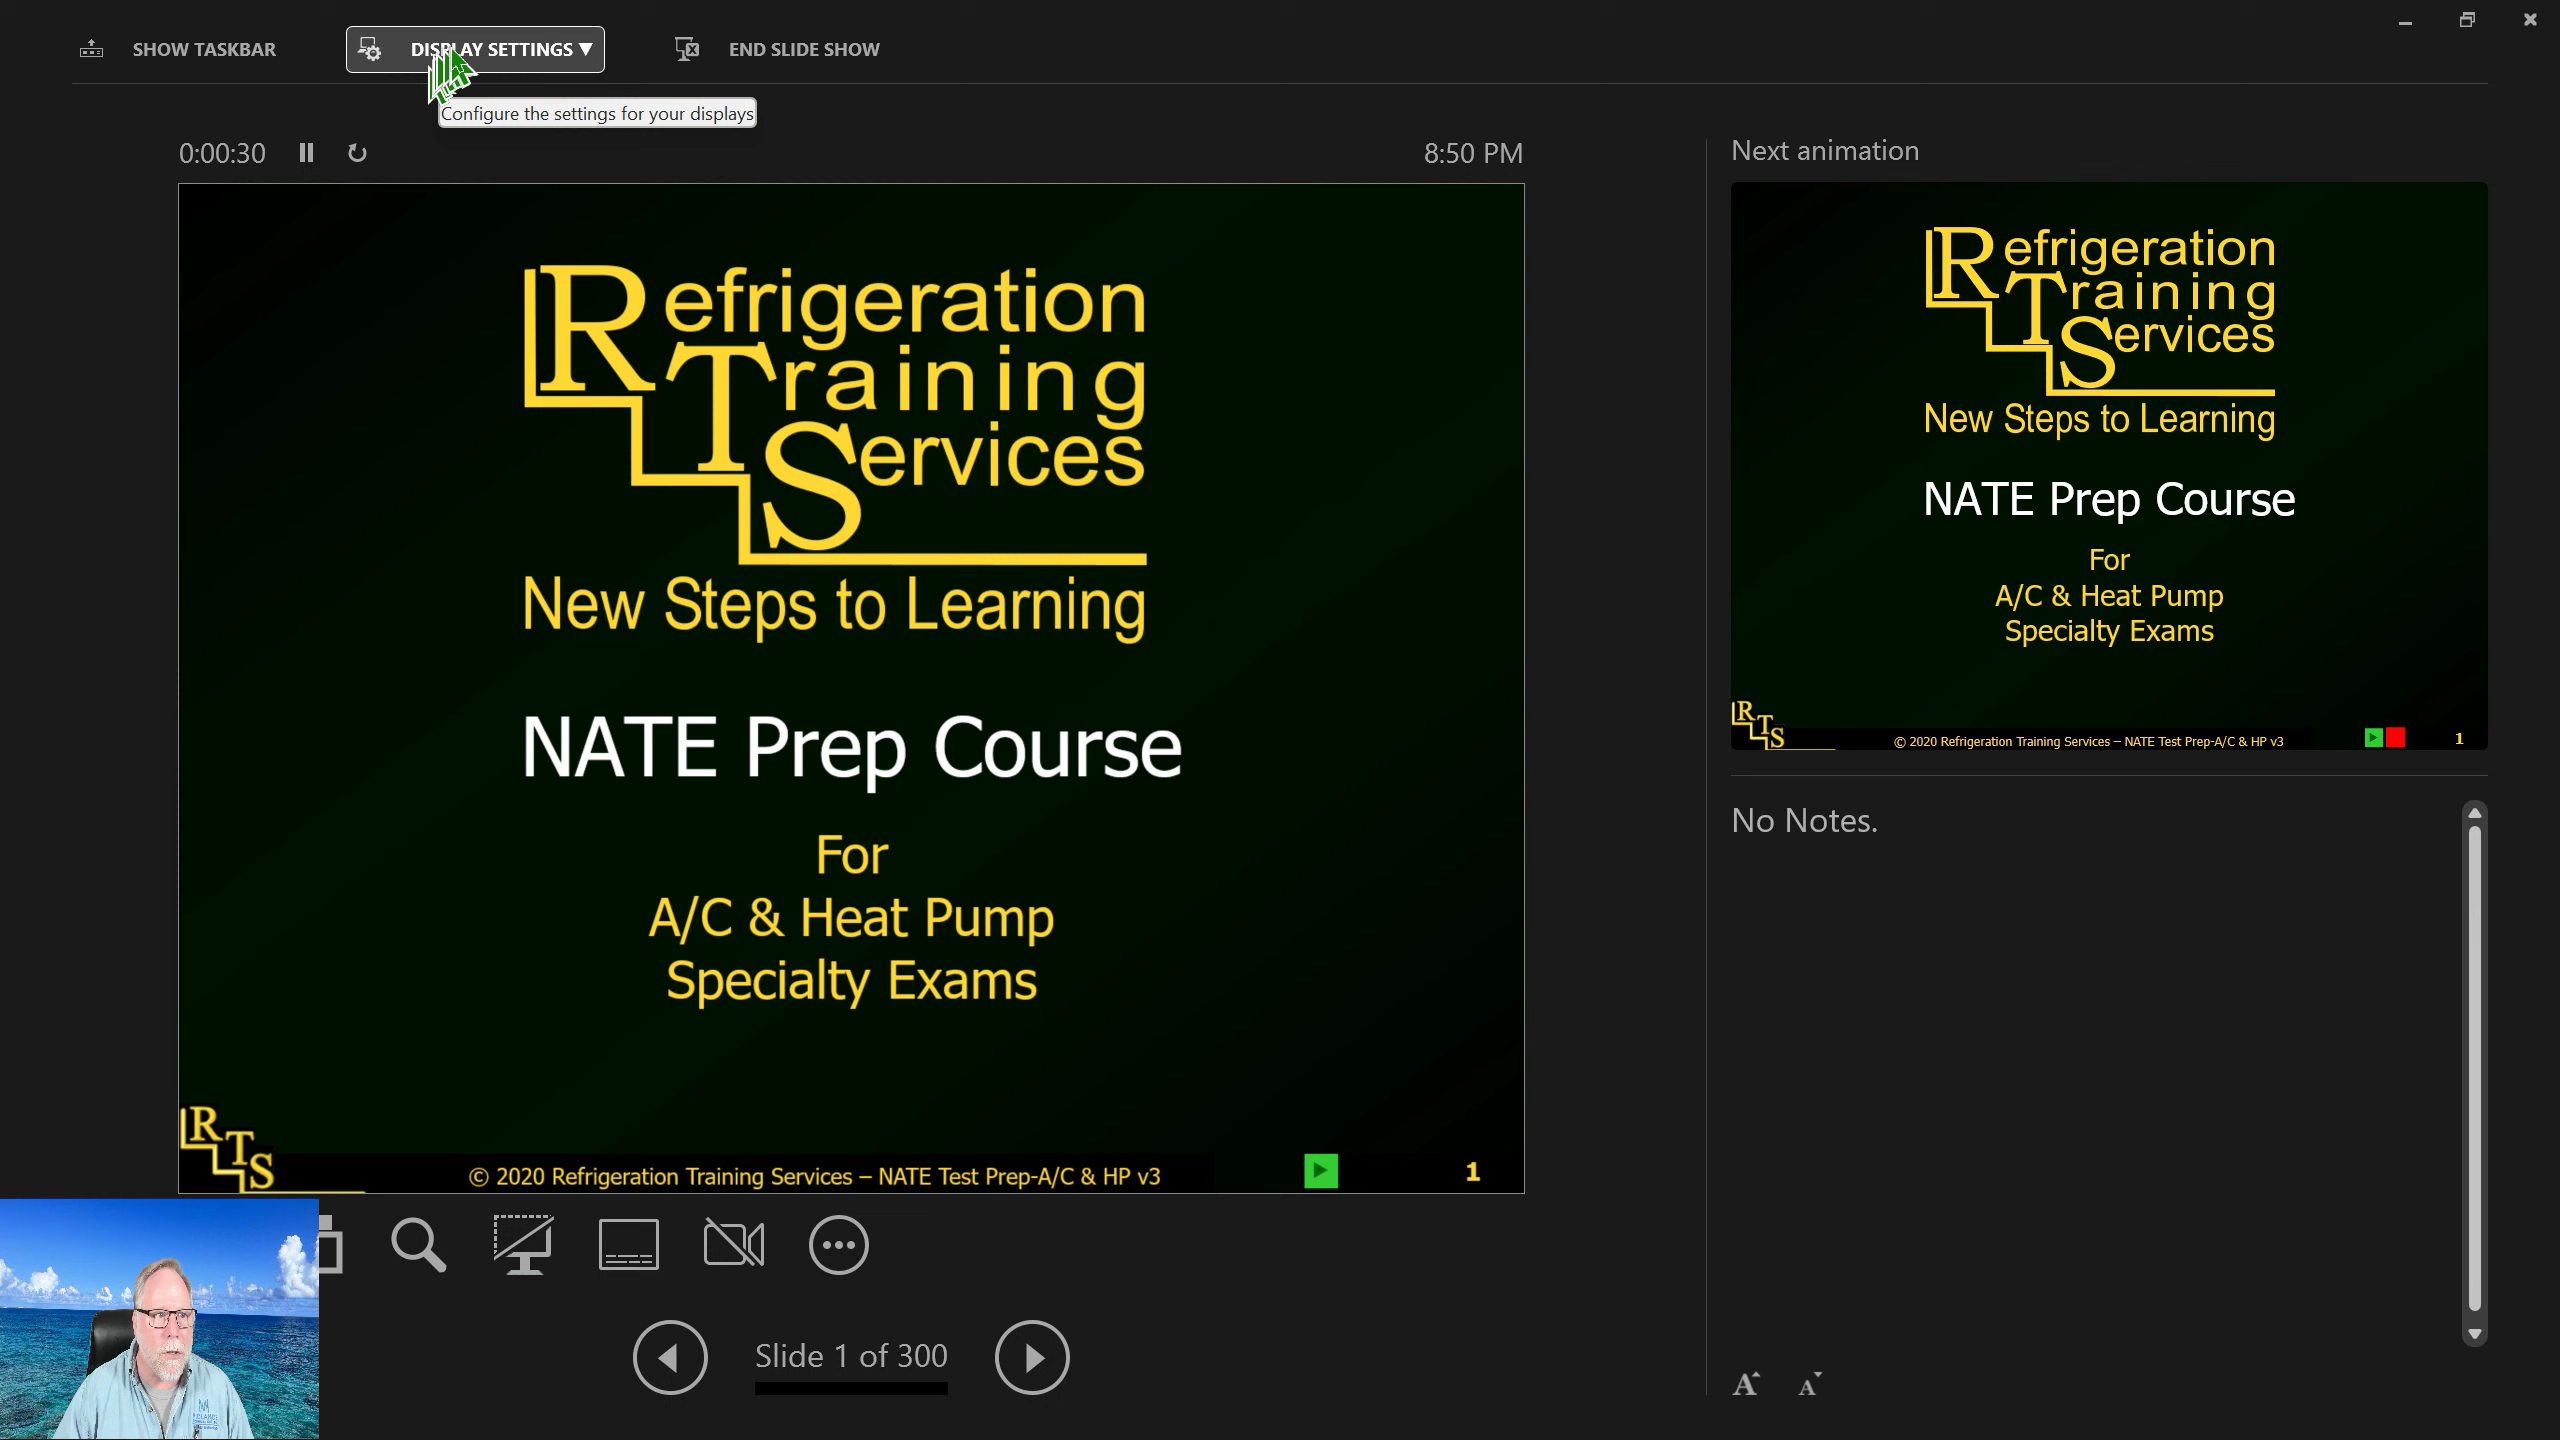 SHOW TASKBAR
DISPLAY SETTINGS ▼
END SLIDE SHOW
Configure the settings for your displays
0:00:30
8:50 PM
Refrigeration
Training
Services
New Steps to Learning
NATE Prep Course
For
A/C & Heat Pump
Specialty Exams
RTS
© 2020 Refrigeration Training Services – NATE Test Prep-A/C & HP v3
1
Slide 1 of 300
Next animation
Refrigeration
Training
Services
New Steps to Learning
NATE Prep Course
For
A/C & Heat Pump
Specialty Exams
RTS
© 2020 Refrigeration Training Services – NATE Test Prep-A/C & HP v3
1
No Notes.
A
A